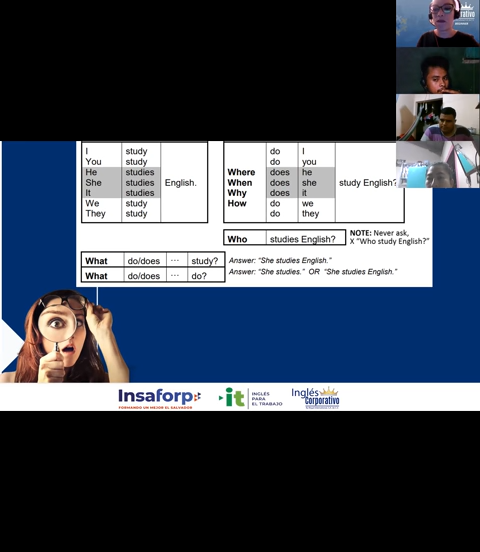 I study
You study
He studies
She studies English.
It studies
We study
They study
do I
do you
Where does he
When does she study English?
Why does it
How do we
do they
Who studies English?
NOTE: Never ask,
X "Who study English?"
What do/does ... study?
Answer: "She studies English."
What do/does ... do?
Answer: "She studies." OR "She studies English."
Insaforp
FORMANDO UN MEJOR EL SALVADOR
it
INGLÉS
PARA
EL TRABAJO
Inglés
Corporativo